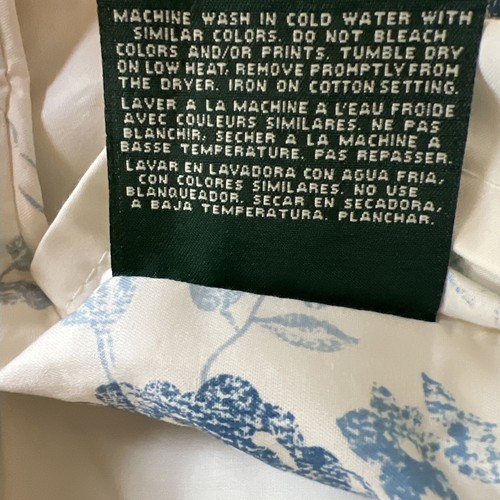 MACHINE WASH IN COLD WATER WITH
SIMILAR COLORS. DO NOT BLEACH
COLORS AND/OR PRINTS. TUMBLE DRY
ON LOW HEAT, REMOVE PROMPTLY FROM
THE DRYER. IRON ON COTTON SETTING.
LAVER A LA MACHINE A L'EAU FROIDE
AVEC COULEURS SIMILARES. NE PAS
BLANCHIR, SECHER A LA MACHINE A
BASSE TEMPERATURE. PAS REPASSER.
LAVAR EN LAVADORA CON AGUA FRIA,
CON COLORES SIMILARES. NO USE
BLANQUEADOR. SECAR EN SECADORA,
A BAJA TEMPERATURA. PLANCHAR.